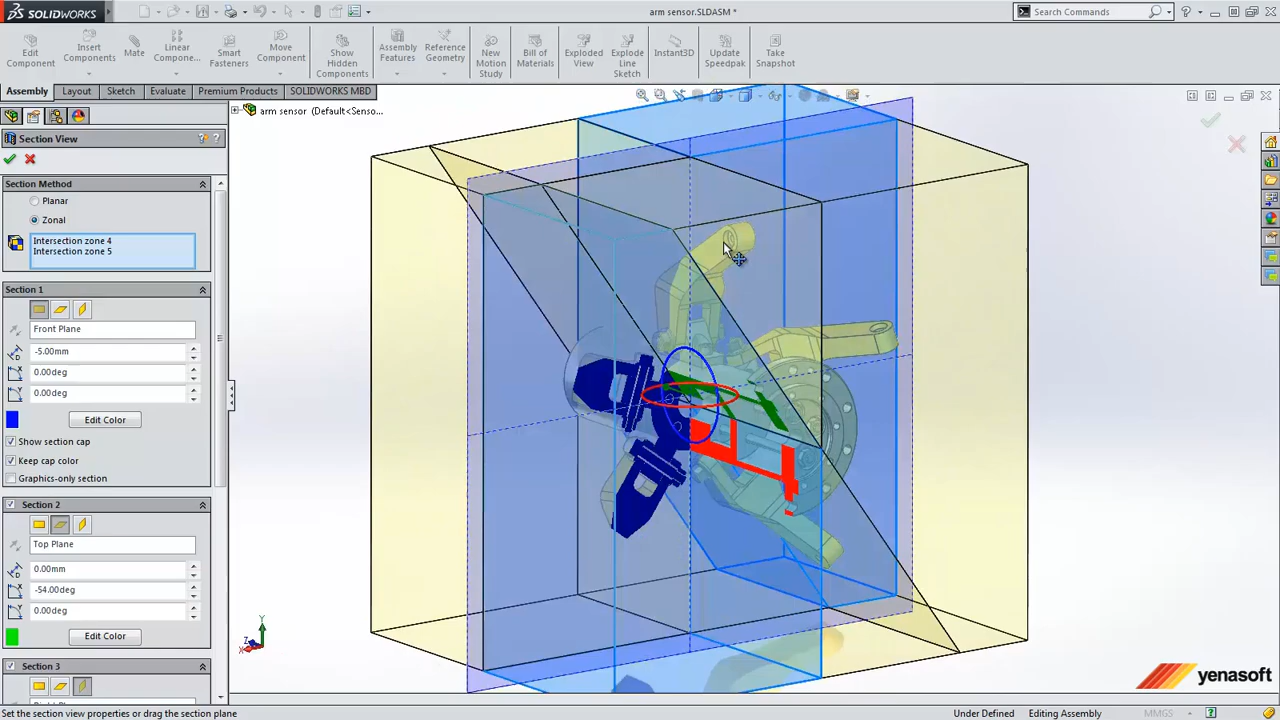 SOLIDWORKS
arm sensor.SLDASM *
Search Commands
Edit Component
Insert Components
Mate
Linear Compone...
Smart Fasteners
Move Component
Show Hidden Components
Assembly Features
Reference Geometry
New Motion Study
Bill of Materials
Exploded View
Explode Line Sketch
Instant3D
Update Speedpak
Take Snapshot
Assembly
Layout
Sketch
Evaluate
Premium Products
SOLIDWORKS MBD
arm sensor (Default<Senso...
Section View
Section Method
Planar
Zonal
Intersection zone 4
Intersection zone 5
Section 1
Front Plane
-5.00mm
0.00deg
0.00deg
Edit Color
Show section cap
Keep cap color
Graphics-only section
Section 2
Top Plane
0.00mm
-54.00deg
0.00deg
Edit Color
Section 3
Y
X
Z
yenasoft
Set the section view properties or drag the section plane
Under Defined
Editing Assembly
MMGS